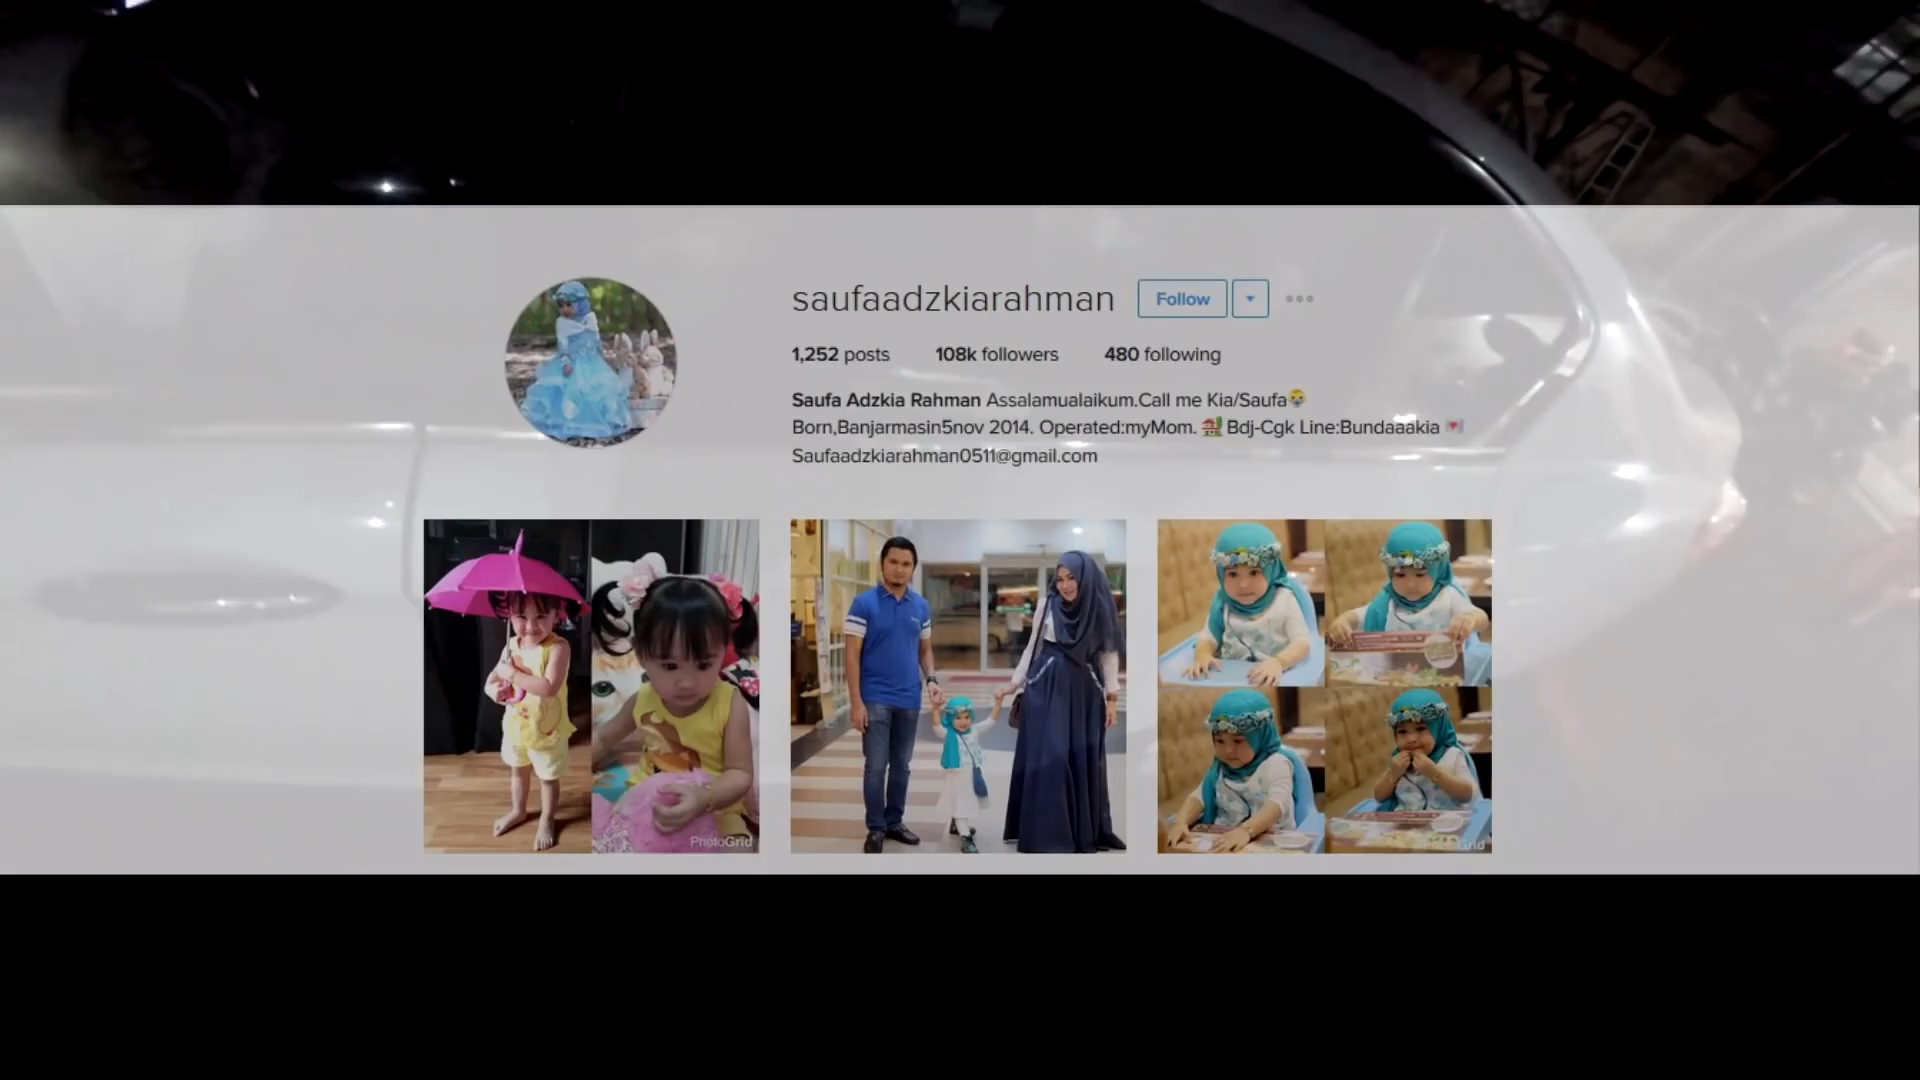 saufaadzkiarahman Follow
1,252 posts 108k followers 480 following
Saufa Adzkia Rahman Assalamualaikum.Call me Kia/Saufa
Born,Banjarmasin5nov 2014. Operated:myMom. Bdj-Cgk Line:Bundaaakia
Saufaadzkiarahman0511@gmail.com
PhotoGrid
Grid